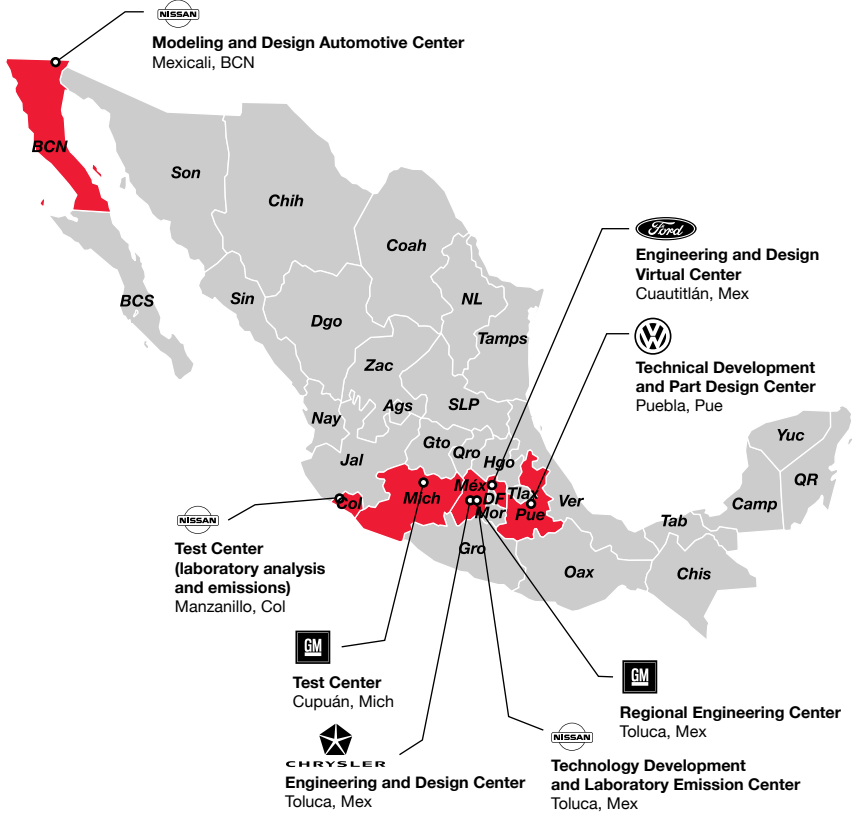 NISSAN
Modeling and Design Automotive Center
Mexicali, BCN
BCN
Son
Chih
Coah
BCS
Sin
Dgo
NL
Tamps
Zac
Nay
Ags
SLP
Ford
Engineering and Design
Virtual Center
Cuautitlán, Mex
Technical Development
and Part Design Center
Puebla, Pue
Jal
Gto
Qro
Hgo
Yuc
QR
Camp
Col
Mich
Méx
DF
Mor
Tlax
Pue
Ver
Tab
Gro
Oax
Chis
NISSAN
Test Center
(laboratory analysis
and emissions)
Manzanillo, Col
GM
Test Center
Cupuán, Mich
CHRYSLER
Engineering and Design Center
Toluca, Mex
GM
Regional Engineering Center
Toluca, Mex
NISSAN
Technology Development
and Laboratory Emission Center
Toluca, Mex